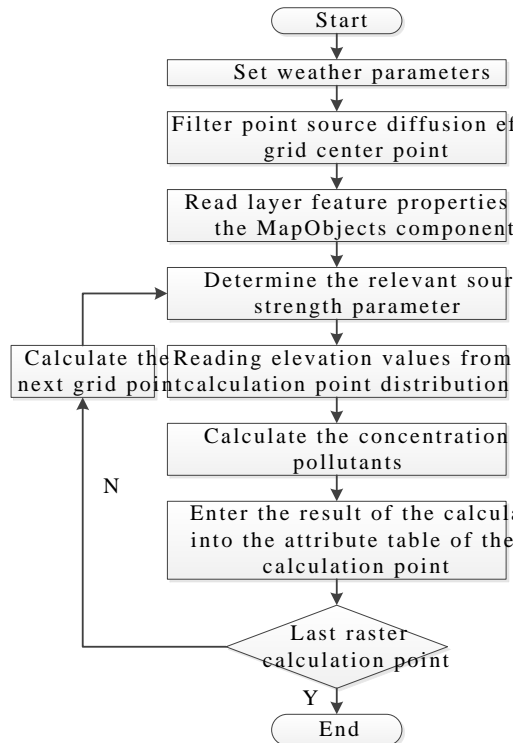 Start
Set weather parameters
Filter point source diffusion
grid center point
Read layer feature properties
the MapObjects component
Determine the relevant
strength parameter
Calculate the
next grid point
Reading elevation values from
calculation point distribution
Calculate the concentration
pollutants
N
Enter the result of the
into the attribute table of the
calculation point
Last raster
calculation point
Y
End